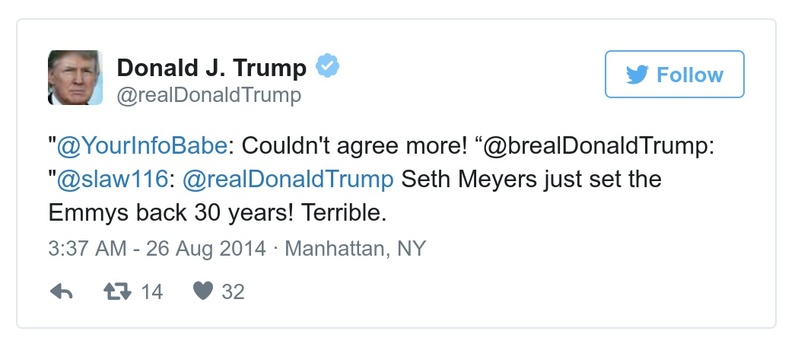 Donald J. Trump
@realDonaldTrump
Follow
"@YourInfoBabe: Couldn't agree more! “@brealDonaldTrump:
"@slaw116: @realDonaldTrump Seth Meyers just set the
Emmys back 30 years! Terrible.
3:37 AM - 26 Aug 2014 · Manhattan, NY
14 32